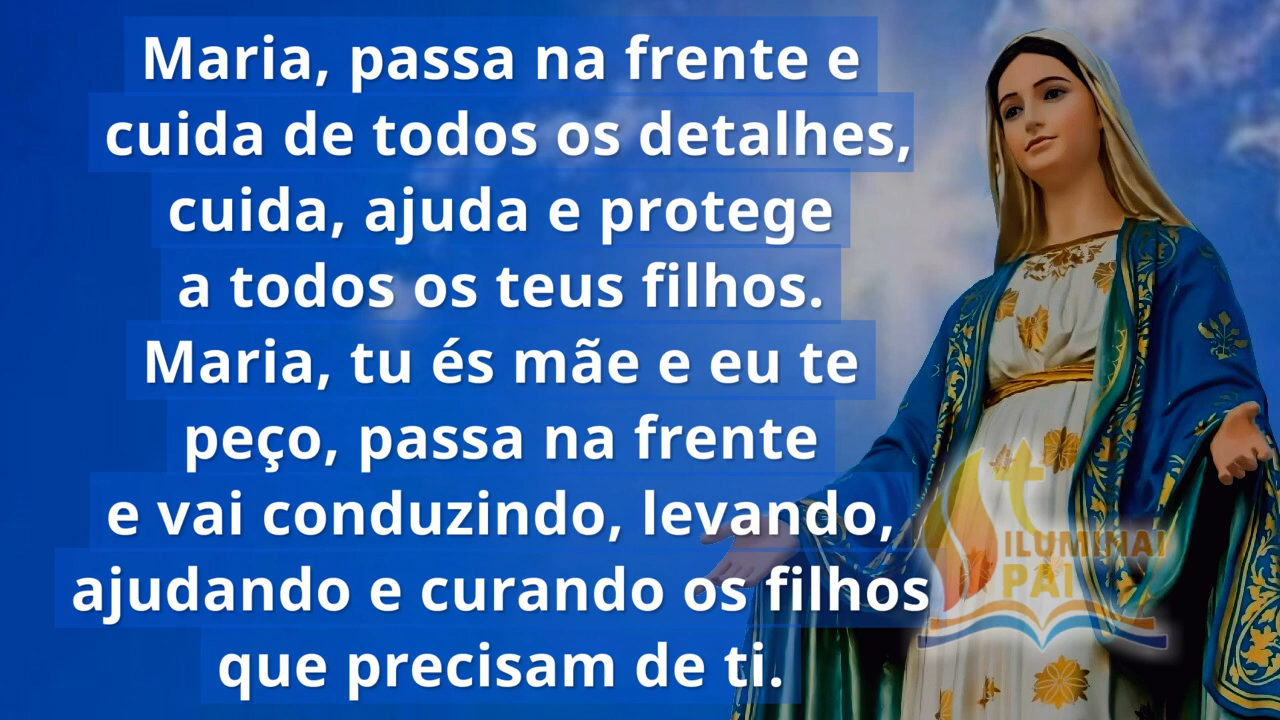 Maria, passa na frente e
cuida de todos os detalhes,
cuida, ajuda e protege
a todos os teus filhos.
Maria, tu és mãe e eu te
peço, passa na frente
e vai conduzindo, levando,
ajudando e curando os filhos
que precisam de ti.
ILUMINAI
PAI